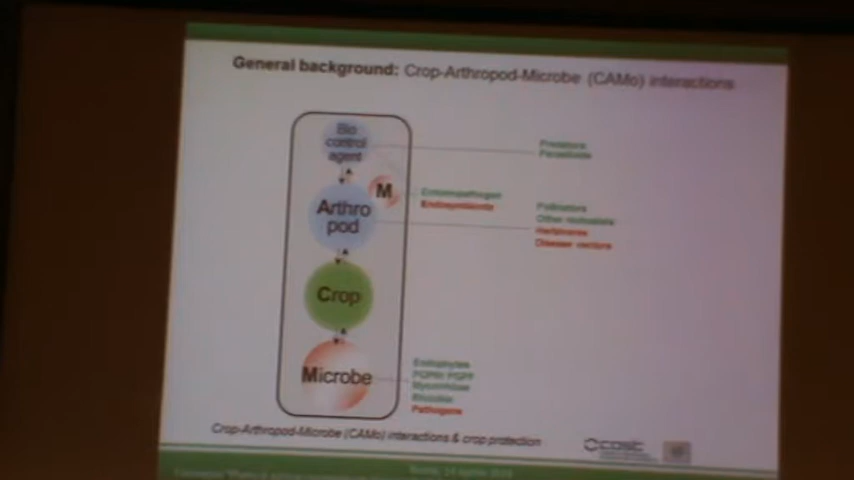 General background: Crop-Arthropod-Microbe (CAMo) interactions
Bio
control
agent
Predators
Parasitoids
M
Entomopathogen
Endosymbionts
Arthro
pod
Pollinators
Other
Herbivores
Disease vectors
Crop
Microbe
Endophytes
PGPR/ PGPF
Mycorrhizae
Rhizobia
Pathogens
Crop-Arthropod-Microbe (CAMo) interactions & crop protection
cost